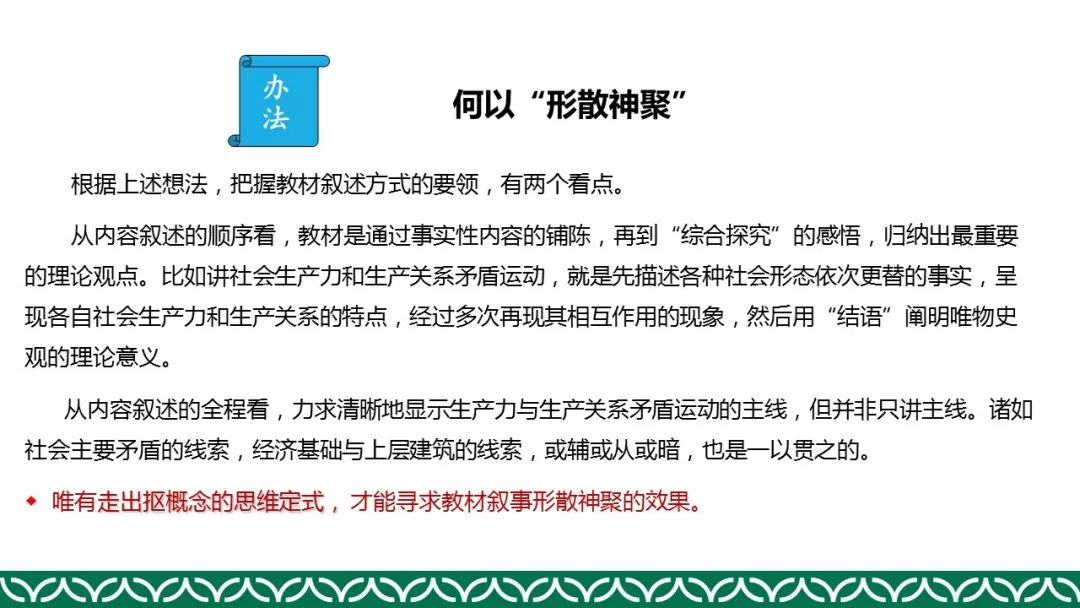 办
法
何以“形散神聚”
根据上述想法，把握教材叙述方式的要领，有两个看点。
从内容叙述的顺序看，教材是通过事实性内容的铺陈，再到“综合探究”的感悟，归纳出最重要
的理论观点。比如讲社会生产力和生产关系矛盾运动，就是先描述各种社会形态依次更替的事实，呈
现各自社会生产力和生产关系的特点，经过多次再现其相互作用的现象，然后用“结语”阐明唯物史
观的理论意义。
从内容叙述的全程看，力求清晰地显示生产力与生产关系矛盾运动的主线，但并非只讲主线。诸如
社会主要矛盾的线索，经济基础与上层建筑的线索，或辅或从或暗，也是一以贯之的。
唯有走出抠概念的思维定式，才能寻求教材叙事形散神聚的效果。